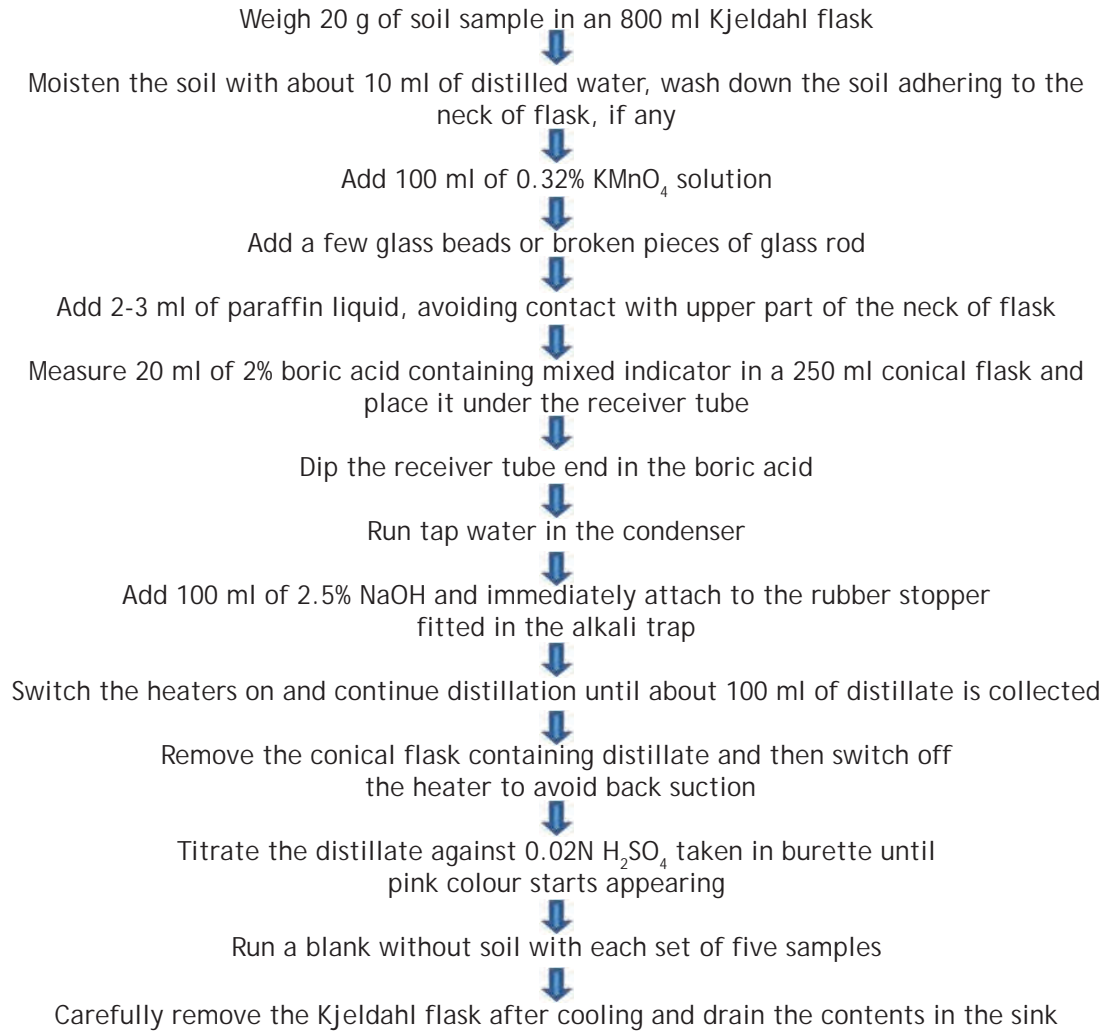 Weigh 20 g of soil sample in an 800 ml Kjeldahl flask
Moisten the soil with about 10 ml of distilled water, wash down the soil adhering to the
neck of flask, if any
Add 100 ml of 0.32% KMnO₄ solution
Add a few glass beads or broken pieces of glass rod
Add 2-3 ml of paraffin liquid, avoiding contact with upper part of the neck of flask
Measure 20 ml of 2% boric acid containing mixed indicator in a 250 ml conical flask and
place it under the receiver tube
Dip the receiver tube end in the boric acid
Run tap water in the condenser
Add 100 ml of 2.5% NaOH and immediately attach to the rubber stopper
fitted in the alkali trap
Switch the heaters on and continue distillation until about 100 ml of distillate is collected
Remove the conical flask containing distillate and then switch off
the heater to avoid back suction
Titrate the distillate against 0.02N H₂SO₄ taken in burette until
pink colour starts appearing
Run a blank without soil with each set of five samples
Carefully remove the Kjeldahl flask after cooling and drain the contents in the sink